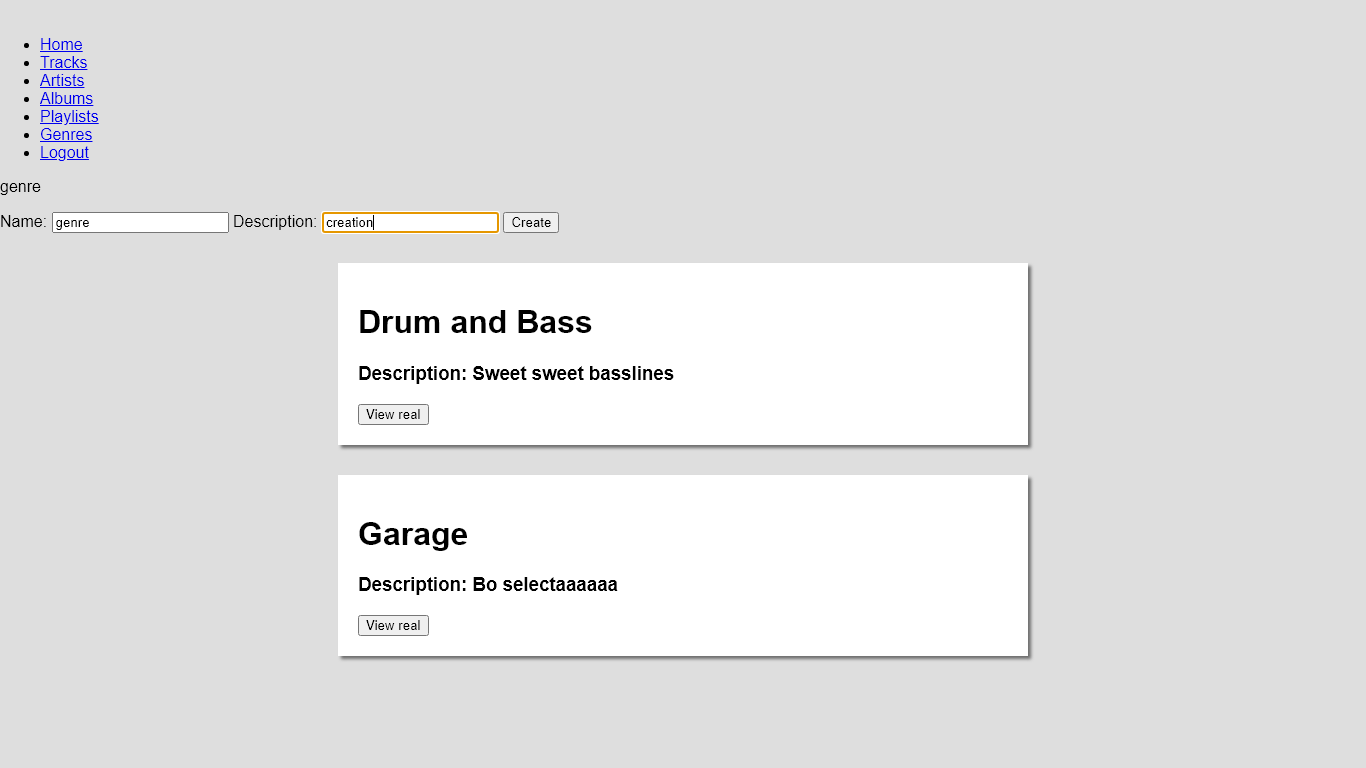 Home
Tracks
Artists
Albums
Playlists
Genres
Logout
genre
Name: genre Description: creation Create
Drum and Bass
Description: Sweet sweet basslines
View real
Garage
Description: Bo selectaaaaaa
View real